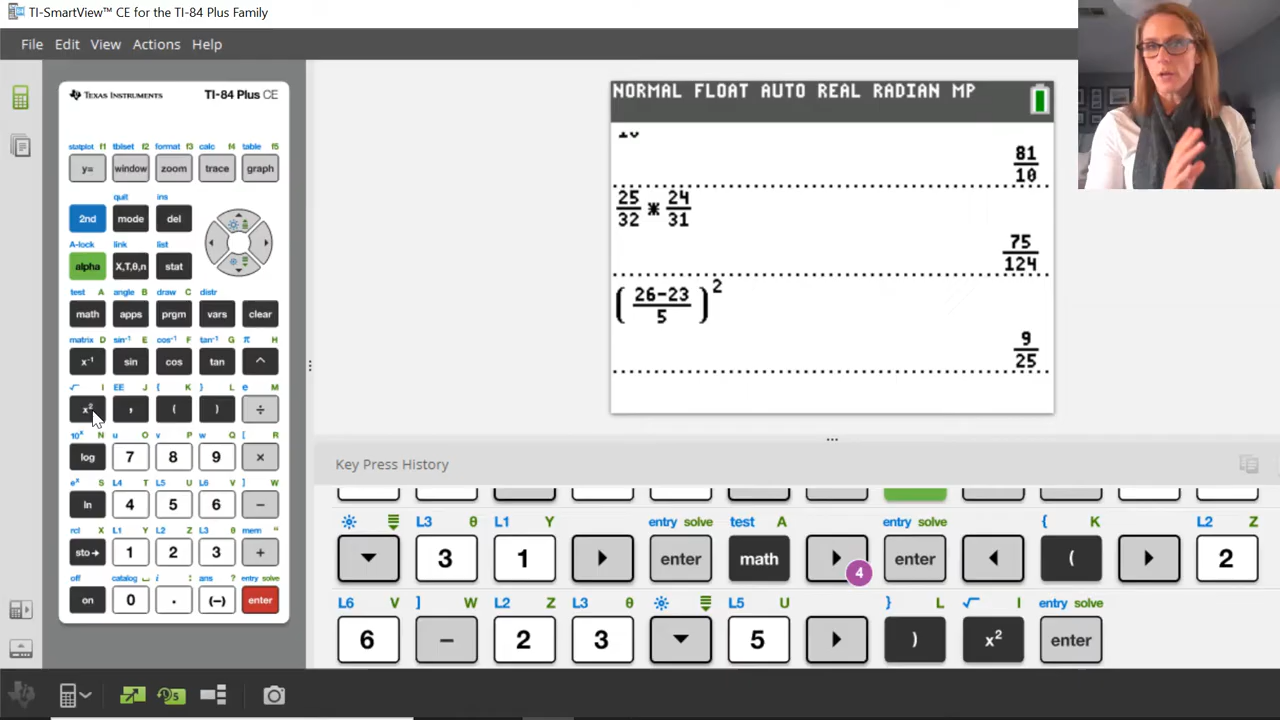 TI-SmartView™ CE for the TI-84 Plus Family
File Edit View Actions Help
TEXAS INSTRUMENTS TI-84 Plus CE
statplot f1 tblset f2 format f3 calc f4 table f5
y= window zoom trace graph
quit ins
2nd mode del
A-lock link list
alpha X,T,θ,n stat
test A angle B draw C distr
math apps prgm vars clear
matrix D sin⁻¹ E cos⁻¹ F tan⁻¹ G π H
x⁻¹ sin cos tan ^
√ I EE J { K } L e M
x² , ( ) ÷
10ˣ N u O v P w Q [ R
log 7 8 9 ×
eˣ S L4 T L5 U L6 V ] W
ln 4 5 6 −
rcl X L1 Y L2 Z L3 θ mem "
sto→ 1 2 3 +
off catalog ⎵ i : ans ? entry solve
on 0 . (−) enter
NORMAL FLOAT AUTO REAL RADIAN MP
81/10
25/32 * 24/31
75/124
((26-23)/5)²
9/25
Key Press History
L3 θ L1 Y entry solve test A entry solve { K L2 Z
3 1 enter math 4 enter ( 2
L6 V ] W L2 Z L3 θ L5 U } L √ I entry solve
6 − 2 3 5 ) x² enter
5